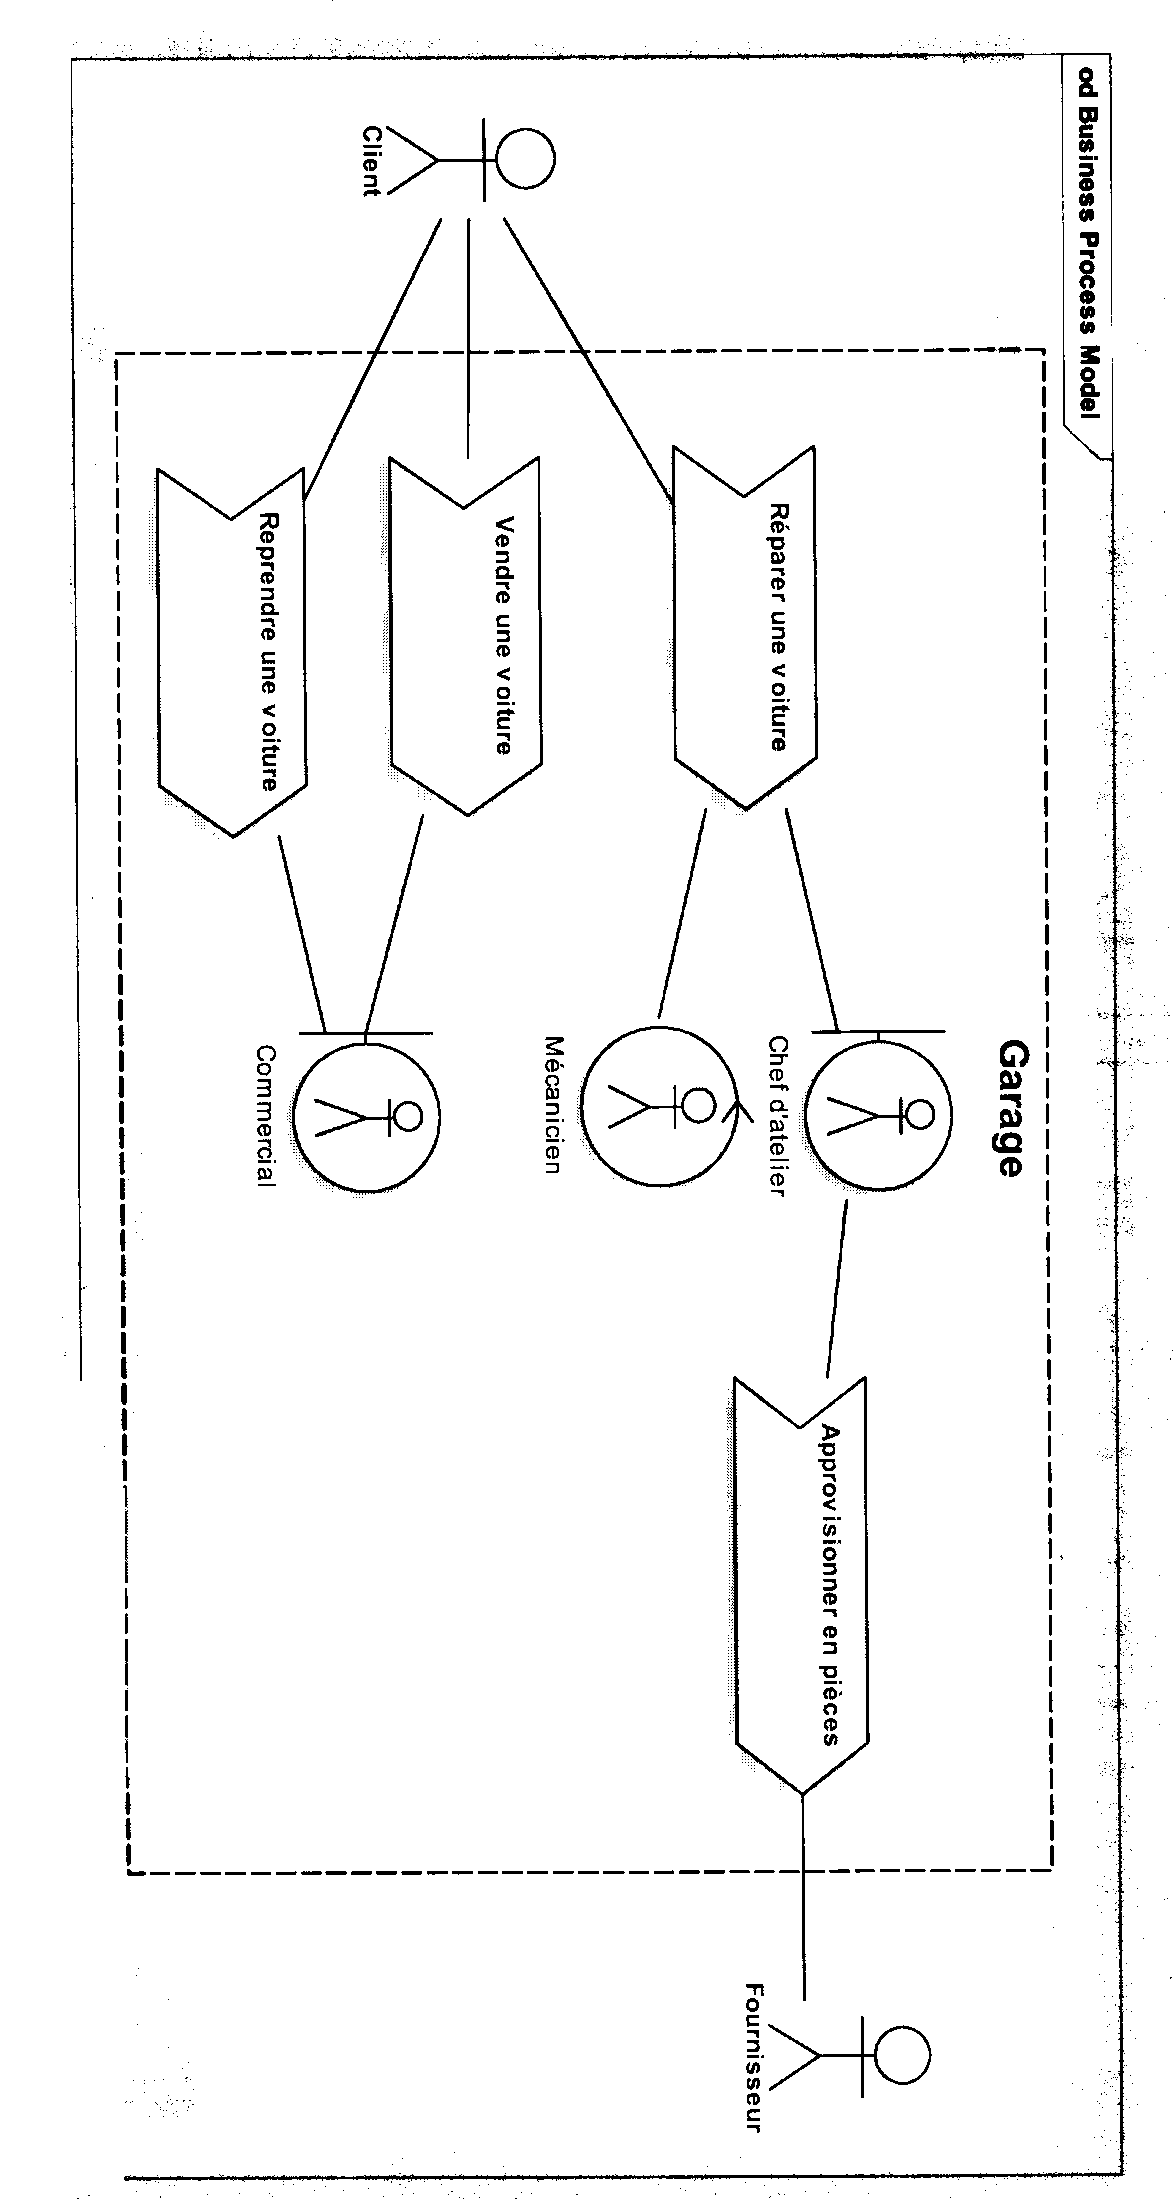 od Business Process Model
Garage
Client
Réparer une voiture
Vendre une voiture
Reprendre une voiture
Chef d'atelier
Mécanicien
Commercial
Approvisionner en pièces
Fournisseur